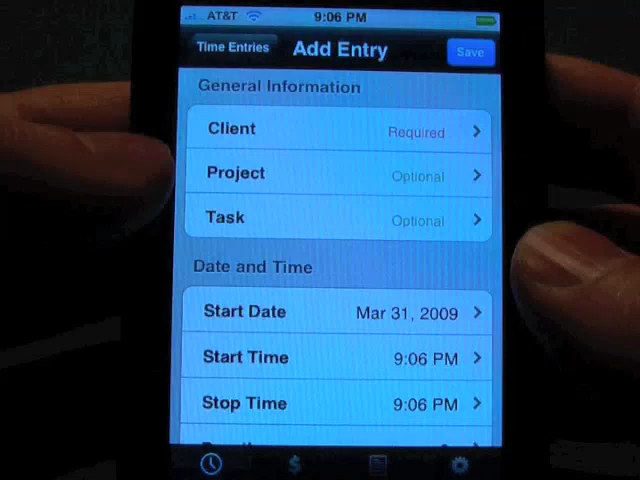 AT&T 9:06 PM
Time Entries Add Entry Save
General Information
Client Required
Project Optional
Task Optional
Date and Time
Start Date Mar 31, 2009
Start Time 9:06 PM
Stop Time 9:06 PM